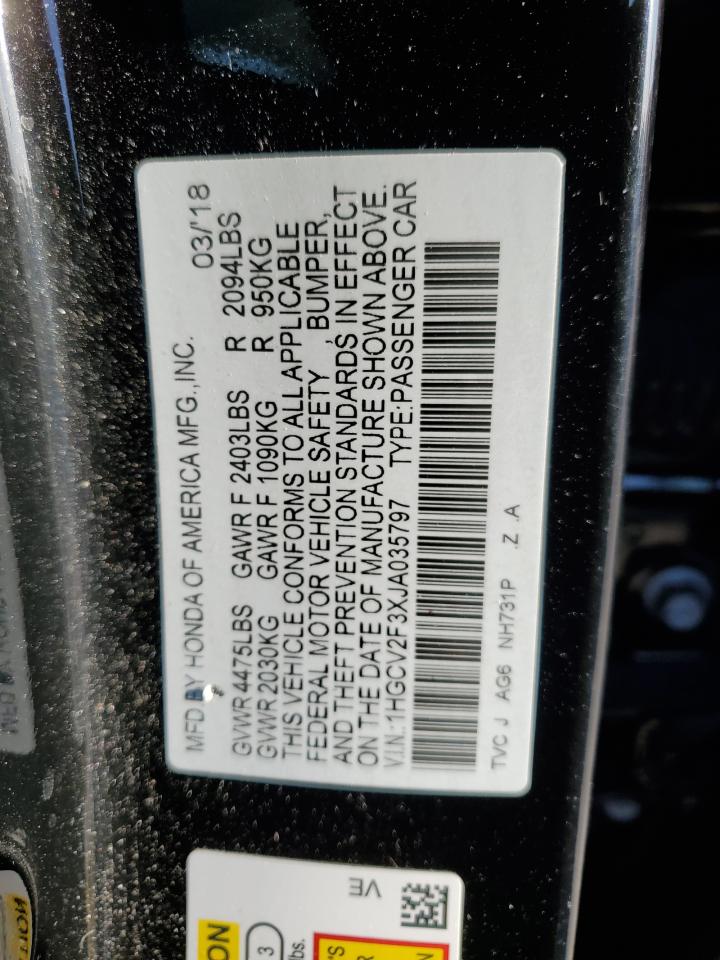 MFD BY HONDA OF AMERICA MFG.,INC. 03/'18
GVWR 4475LBS GAWR F 2403LBS R 2094LBS
GVWR 2030KG GAWR F 1090KG R 950KG
THIS VEHICLE CONFORMS TO ALL APPLICABLE
FEDERAL MOTOR VEHICLE SAFETY , BUMPER,
AND THEFT PREVENTION STANDARDS IN EFFECT
ON THE DATE OF MANUFACTURE SHOWN ABOVE.
V.I.N.:1HGCV2F3XJA035797 TYPE:PASSENGER CAR
TVC J AG6 NH731P .Z .A
VE
3
lbs.